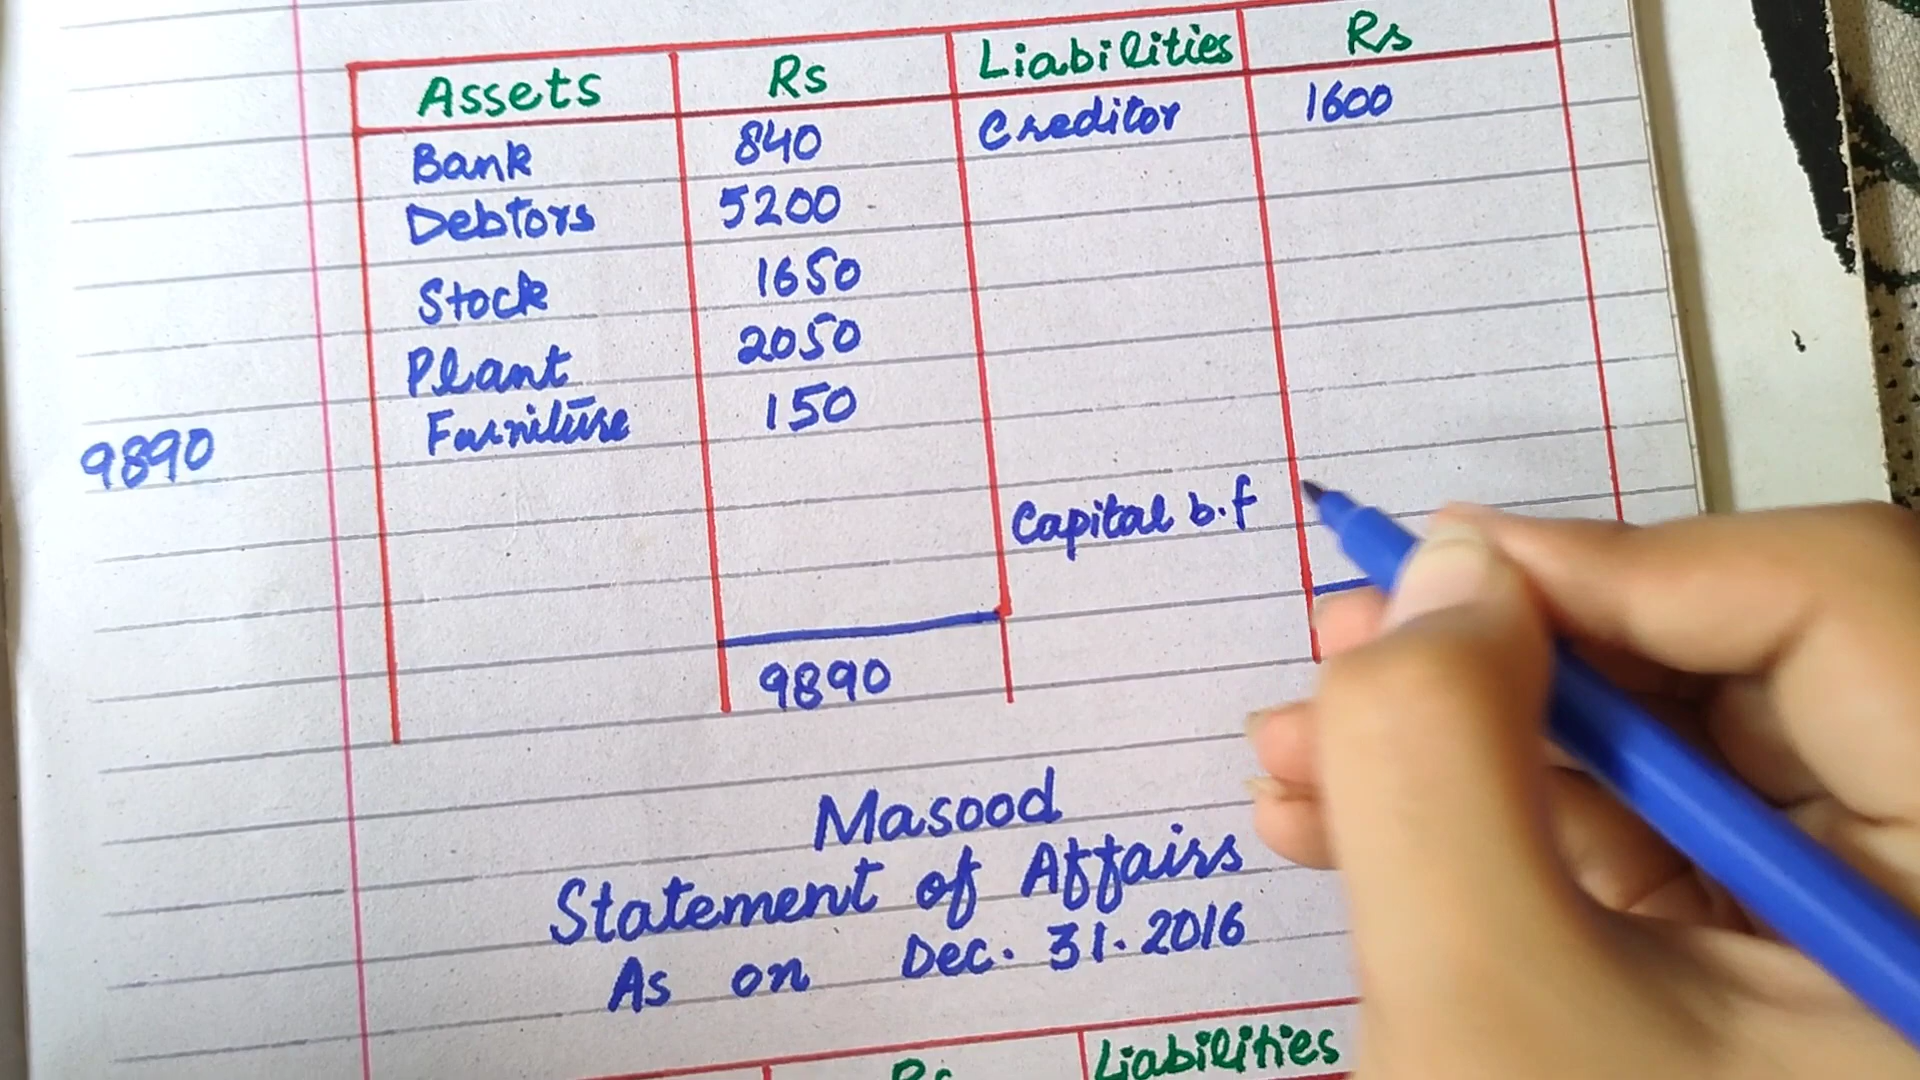 Assets Rs Liabilities Rs
Bank 840 Creditor 1600
Debtors 5200
Stock 1650
Plant 2050
Furniture 150
9890
Capital b.f
9890
Masood
Statement of Affairs
As on Dec. 31.2016
Rs Liabilities